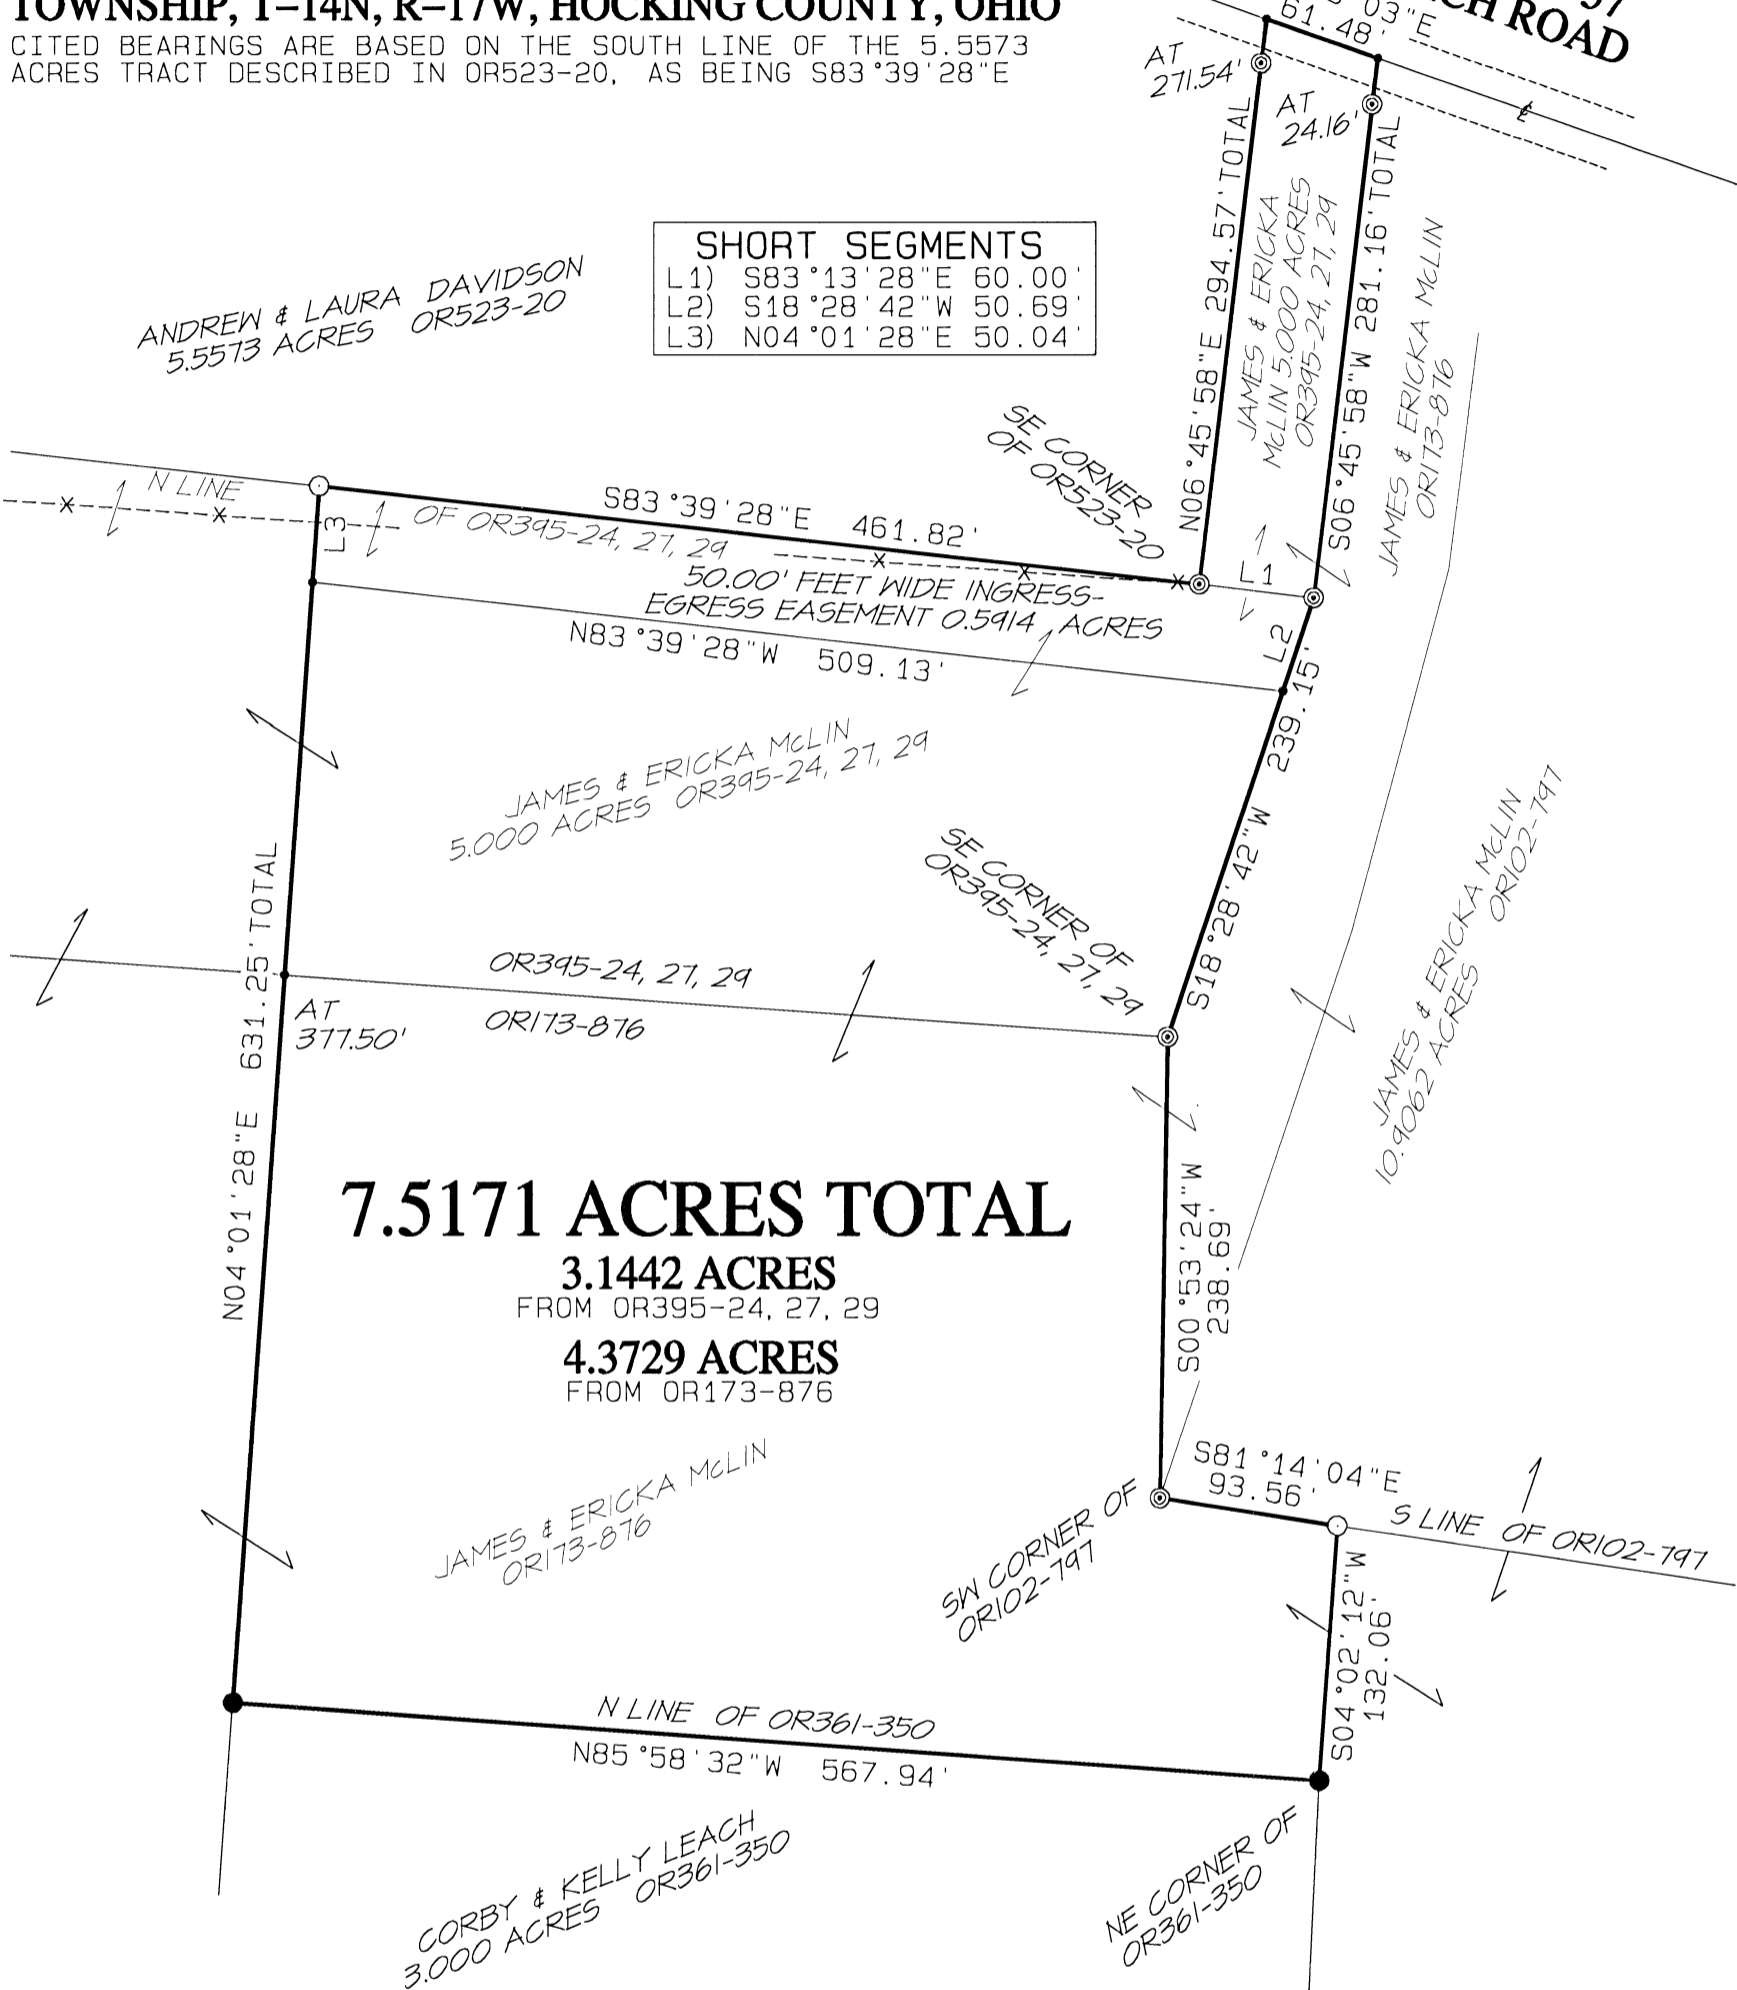 TOWNSHIP, T-14N, R-17W, HOCKING COUNTY, OHIO
CITED BEARINGS ARE BASED ON THE SOUTH LINE OF THE 5.5573
ACRES TRACT DESCRIBED IN OR523-20, AS BEING S83°39'28"E
03"E
61.48'
ROAD
AT
271.54'
AT
24.16'
N06°45'58"E 294.57' TOTAL
JAMES & ERICKA
McLIN 5.000 ACRES
OR395-24, 27, 29
S06°45'58"W 281.16' TOTAL
JAMES & ERICKA McLIN
OR173-876
SHORT SEGMENTS
L1) S83°13'28"E 60.00'
L2) S18°28'42"W 50.69'
L3) N04°01'28"E 50.04'
ANDREW & LAURA DAVIDSON
5.5573 ACRES OR523-20
SE CORNER
OF OR523-20
N LINE
OF OR395-24, 27, 29
L3
S83°39'28"E 461.82'
L1
50.00' FEET WIDE INGRESS-
EGRESS EASEMENT 0.5914 ACRES
N83°39'28"W 509.13'
L2
239.15'
S18°28'42"W
JAMES & ERICKA McLIN
5.000 ACRES OR395-24, 27, 29
SE CORNER OF
OR395-24, 27, 29
JAMES & ERICKA McLIN
10.9062 ACRES OR102-797
OR395-24, 27, 29
OR173-876
AT
377.50'
N04°01'28"E 631.25' TOTAL
7.5171 ACRES TOTAL
3.1442 ACRES
FROM OR395-24, 27, 29
4.3729 ACRES
FROM OR173-876
S00°53'24"W
238.69'
JAMES & ERICKA McLIN
OR173-876
S81°14'04"E
93.56'
S LINE OF OR102-797
SW CORNER OF
OR102-797
S04°02'12"W
132.06'
N LINE OF OR361-350
N85°58'32"W 567.94'
CORBY & KELLY LEACH
3.000 ACRES OR361-350
NE CORNER OF
OR361-350